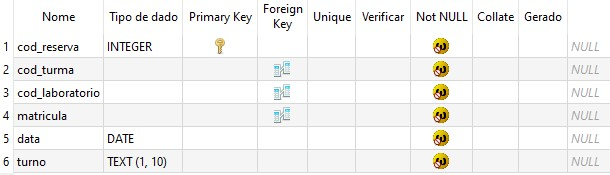 Nome Tipo de dado Primary Key Foreign Key Unique Verificar Not NULL Collate Gerado
1 cod_reserva INTEGER NULL
2 cod_turma NULL
3 cod_laboratorio NULL
4 matricula NULL
5 data DATE NULL
6 turno TEXT (1, 10) NULL